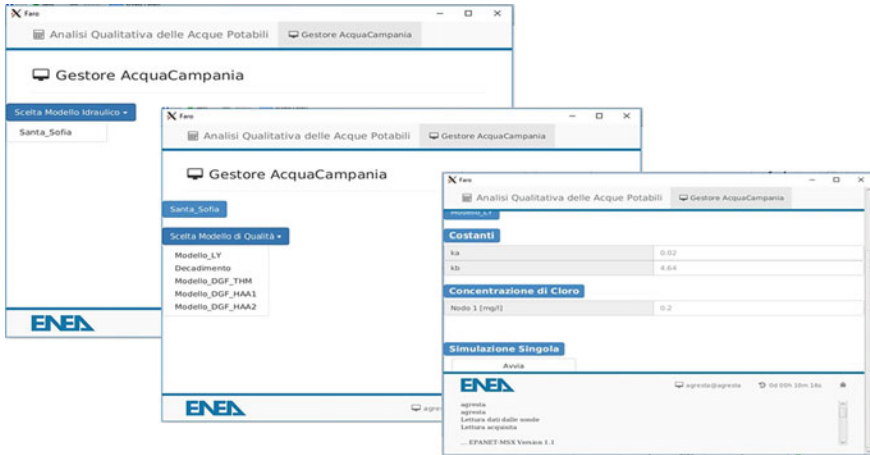 Faro
Analisi Qualitativa delle Acque Potabili
Gestore AcquaCampania
Gestore AcquaCampania
Scelta Modello Idraulico
Santa_Sofia
ENEA
Faro
Analisi Qualitativa delle Acque Potabili
Gestore AcquaCampania
Gestore AcquaCampania
Santa_Sofia
Scelta Modello di Qualità
Modello_LY
Decadimento
Modello_DGF_THM
Modello_DGF_HAA1
Modello_DGF_HAA2
ENEA
agre
Faro
Analisi Qualitativa delle Acque Potabili
Gestore AcquaCampania
Modello_LY
Costanti
ka 0.02
kb 4.64
Concentrazione di Cloro
Nodo 1 [mg/l] 0.2
Simulazione Singola
Avvia
ENEA
agresta@agresta 0d 00h 10m 16s
agresta
agresta
Lettura dati dalle sonde
Lettura acquisita
... EPANET-MSX Version 1.1